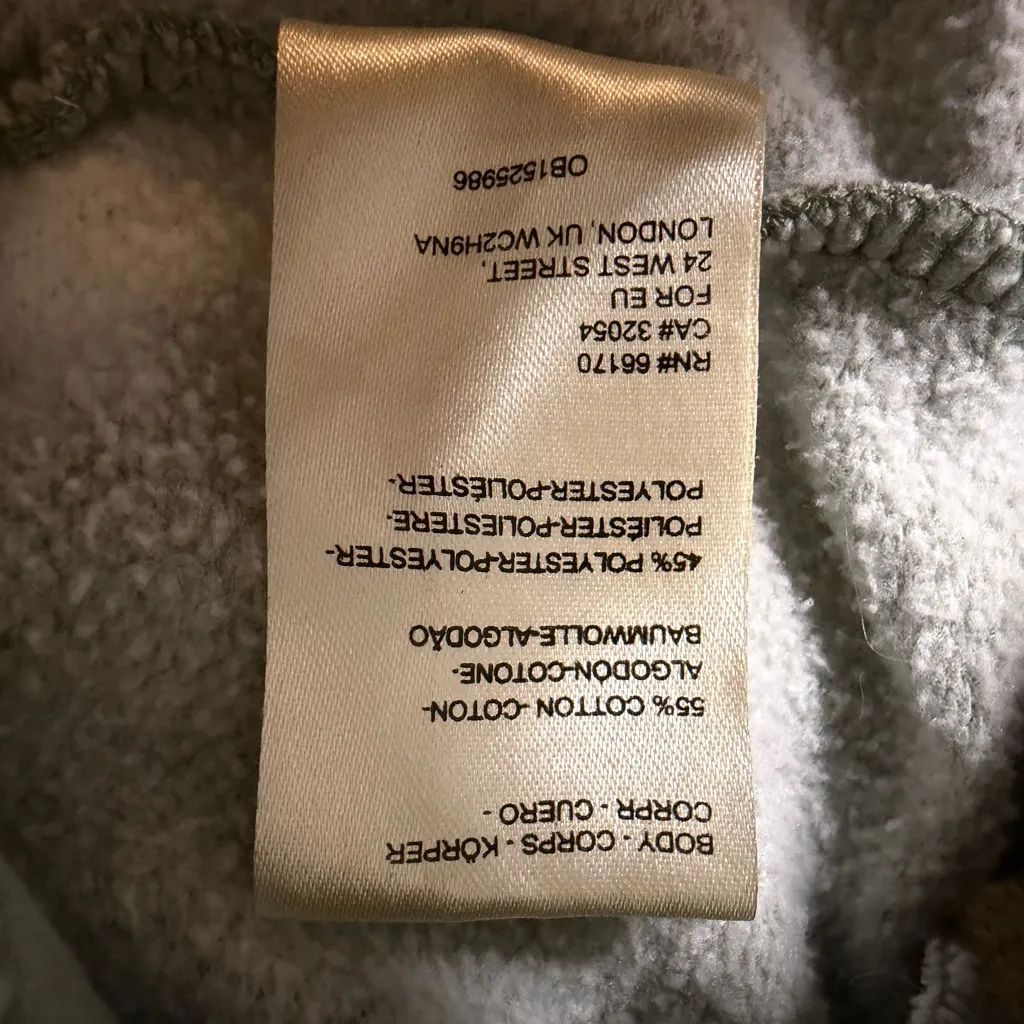 BODY - CORPS - KÖRPER
CORPR - CUERO -
55% COTTON-COTON-
ALGODÓN-COTONE-
BAUMWOLLE-ALGODÃO
45% POLYESTER-POLYESTER-
POLIÉSTER-POLIESTERE-
POLYESTER-POLIÉSTER-
RN# 66170
CA# 32054
FOR EU
24 WEST STREET,
LONDON, UK WC2H9NA
OB1525986